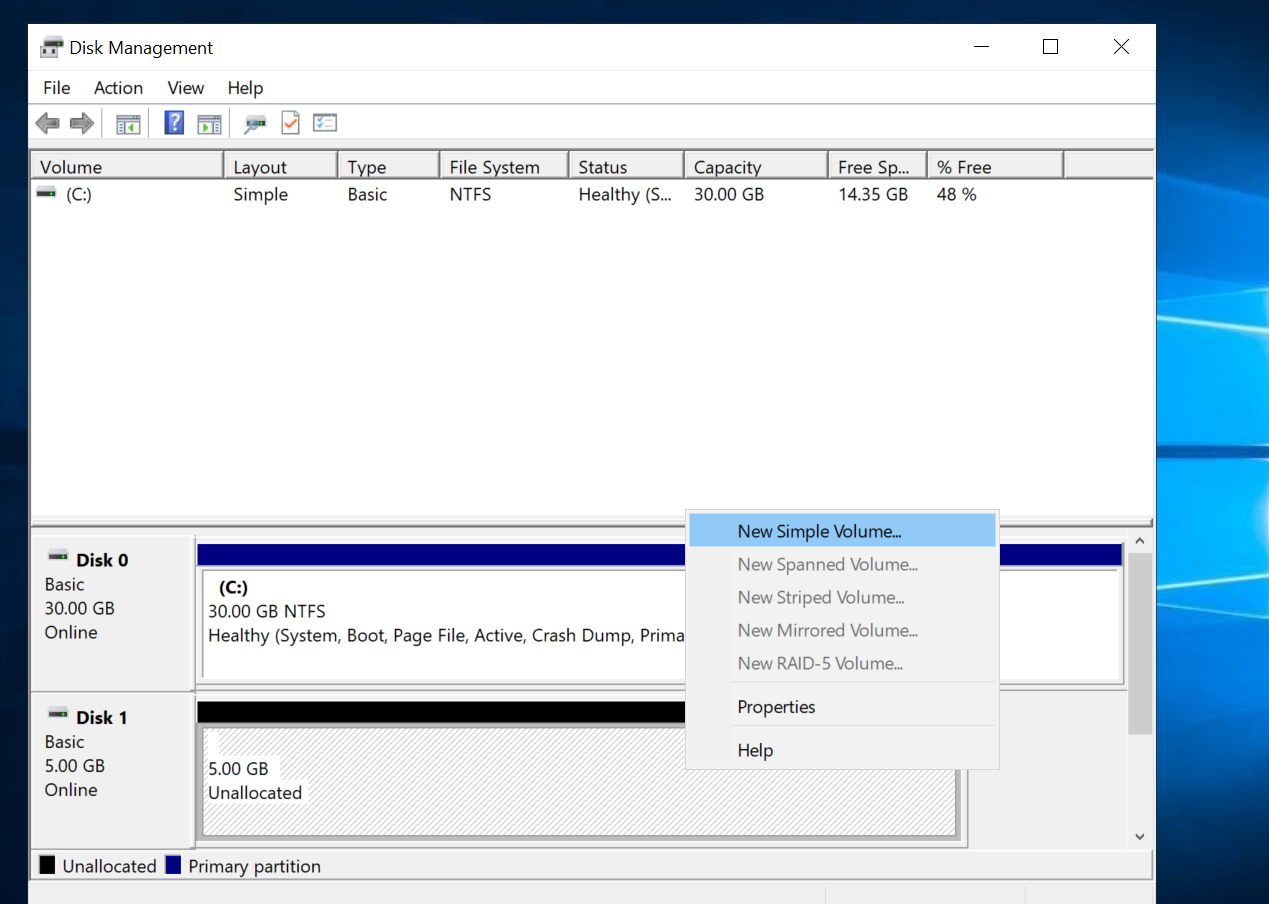 Disk Management
File Action View Help
Volume Layout Type File System Status Capacity Free Sp... % Free
(C:) Simple Basic NTFS Healthy (S... 30.00 GB 14.35 GB 48 %
New Simple Volume...
New Spanned Volume...
New Striped Volume...
New Mirrored Volume...
New RAID-5 Volume...
Properties
Help
Disk 0
Basic
30.00 GB
Online
(C:)
30.00 GB NTFS
Healthy (System, Boot, Page File, Active, Crash Dump, Prima
Disk 1
Basic
5.00 GB
Online
5.00 GB
Unallocated
Unallocated Primary partition